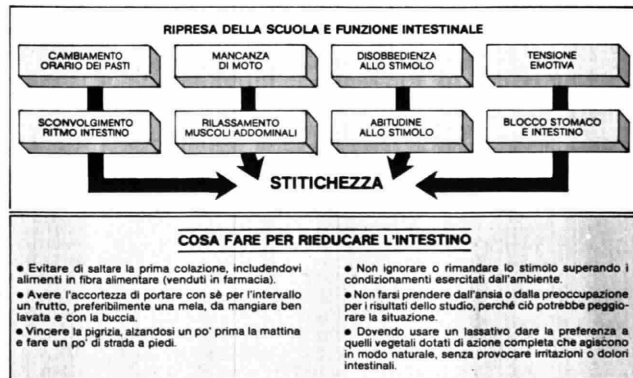 RIPRESA DELLA SCUOLA E FUNZIONE INTESTINALE
CAMBIAMENTO
ORARIO DEI PASTI
MANCANZA
DI MOTO
DISOBBEDIENZA
ALLO STIMOLO
TENSIONE
EMOTIVA
SCONVOLGIMENTO
RITMO INTESTINO
RILASSAMENTO
MUSCOLI ADDOMINALI
ABITUDINE
ALLO STIMOLO
BLOCCO STOMACO
E INTESTINO
STITICHEZZA
COSA FARE PER RIEDUCARE L'INTESTINO
• Evitare di saltare la prima colazione, includendovi
alimenti in fibra alimentare (venduti in farmacia).
• Avere l'accortezza di portare con sè per l'intervallo
un frutto, preferibilmente una mela, da mangiare ben
lavata e con la buccia.
• Vincere la pigrizia, alzandosi un po' prima la mattina
e fare un po' di strada a piedi.
• Non ignorare o rimandare lo stimolo superando i
condizionamenti esercitati dall'ambiente.
• Non farsi prendere dall'ansia o dalla preoccupazione
per i risultati dello studio, perché ciò potrebbe peggio-
rare la situazione.
• Dovendo usare un lassativo dare la preferenza a
quelli vegetali dotati di azione completa che agiscono
in modo naturale, senza provocare irritazioni o dolori
intestinali.